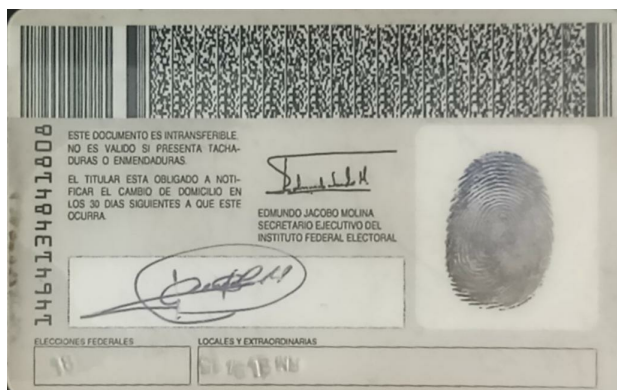 ESTE DOCUMENTO ES INTRANSFERIBLE.
NO ES VALIDO SI PRESENTA TACHA-
DURAS O ENMENDADURAS.
EL TITULAR ESTA OBLIGADO A NOTI-
FICAR EL CAMBIO DE DOMICILIO EN
LOS 30 DIAS SIGUIENTES A QUE ESTE
OCURRA.
EDMUNDO JACOBO MOLINA
SECRETARIO EJECUTIVO DEL
INSTITUTO FEDERAL ELECTORAL
ELECCIONES FEDERALES
LOCALES Y EXTRAORDINARIAS